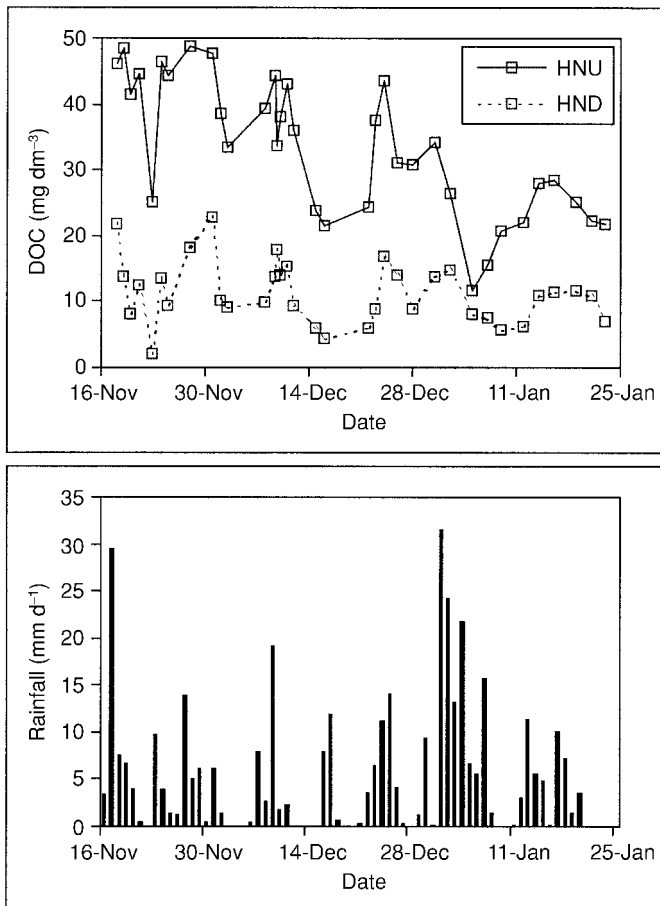 50
40
30
20
10
0
DOC (mg dm⁻³)
HNU
HND
16-Nov 30-Nov 14-Dec 28-Dec 11-Jan 25-Jan
Date
35
30
25
20
15
10
5
0
Rainfall (mm d⁻¹)
16-Nov 30-Nov 14-Dec 28-Dec 11-Jan 25-Jan
Date